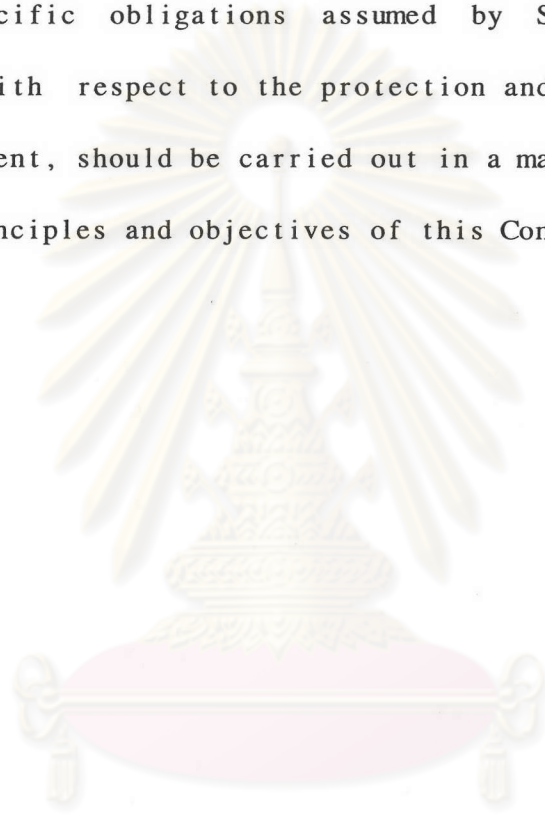 cific obligations assumed by S
ith respect to the protection and
ent, should be carried out in a ma
nciples and objectives of this Con